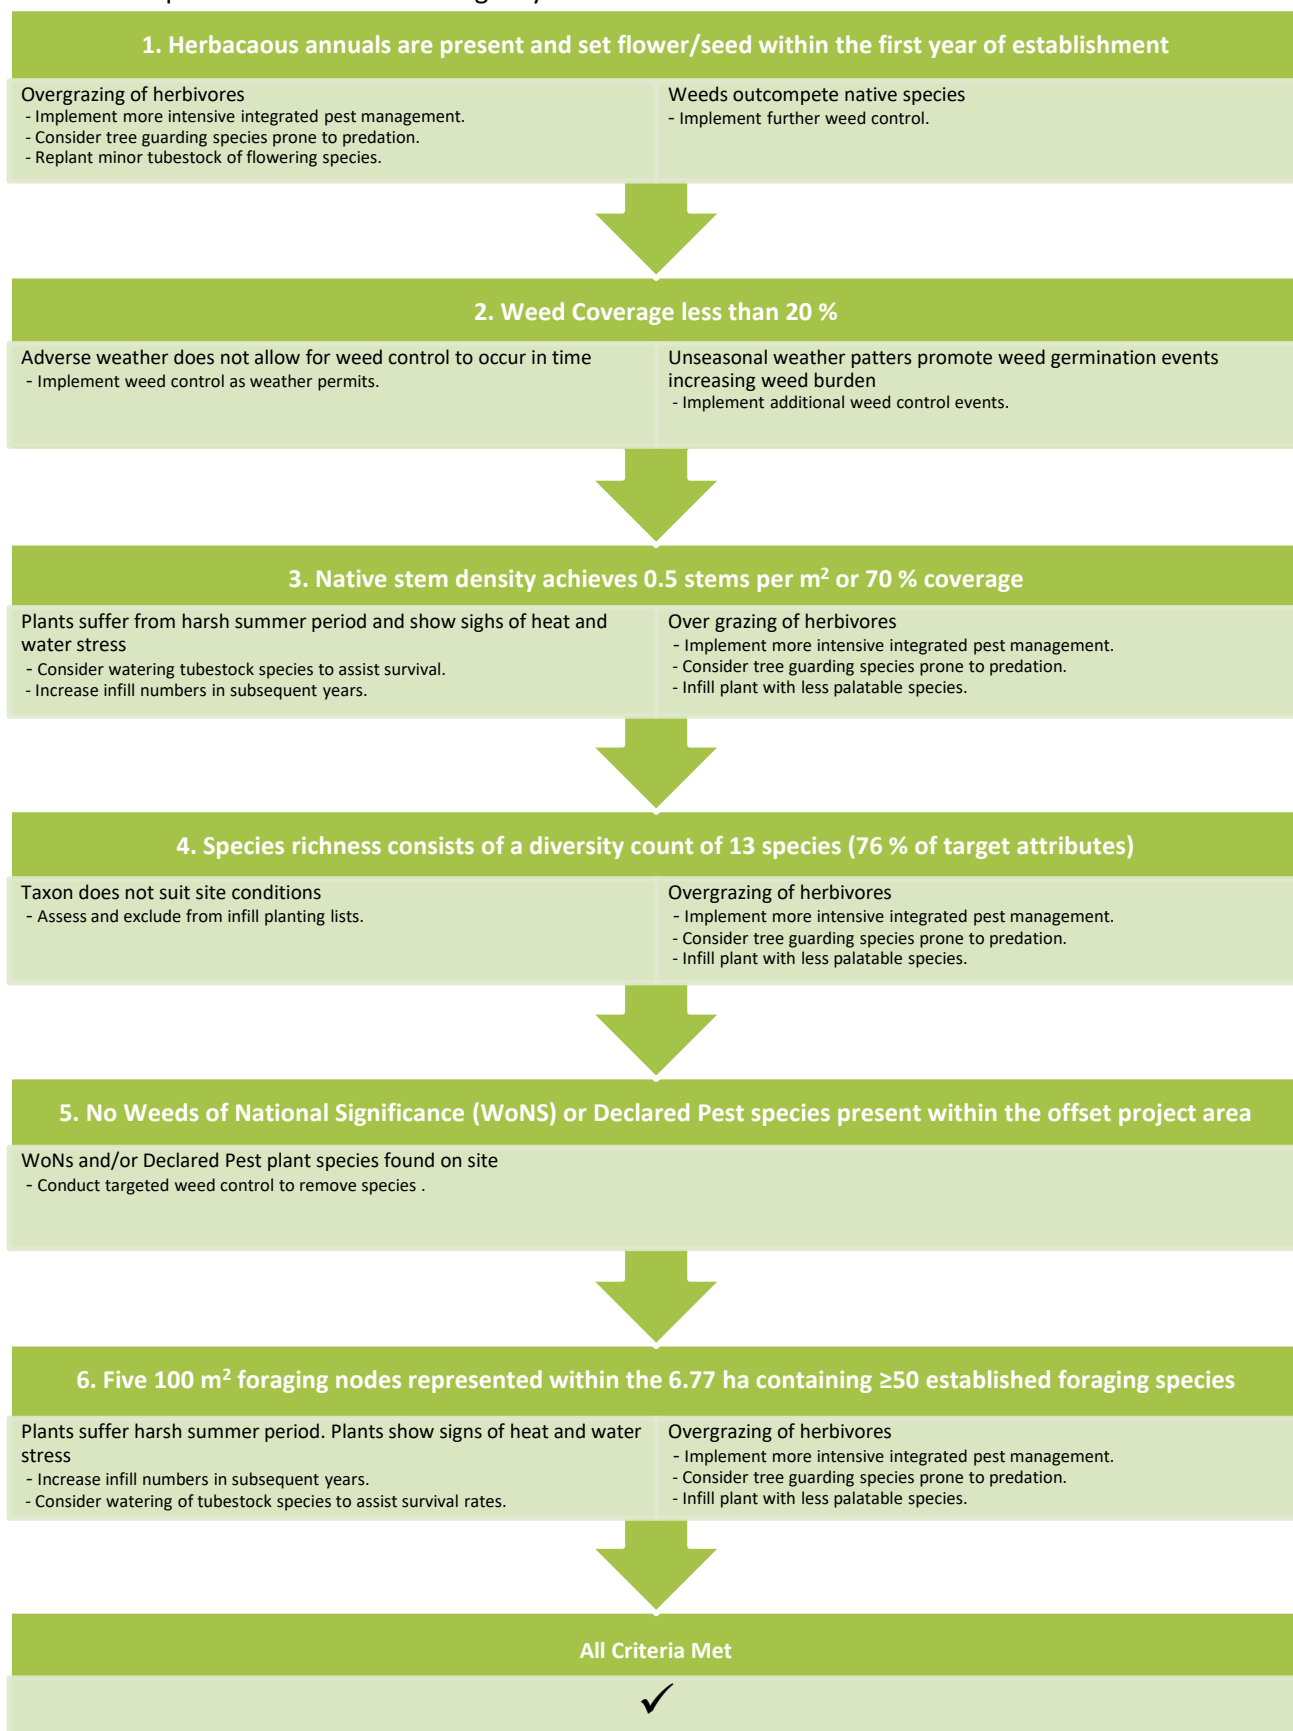 1. Herbacaous annuals are present and set flower/seed within the first year of establishment
Overgrazing of herbivores
- Implement more intensive integrated pest management.
- Consider tree guarding species prone to predation.
- Replant minor tubestock of flowering species.
Weeds outcompete native species
- Implement further weed control.
2. Weed Coverage less than 20 %
Adverse weather does not allow for weed control to occur in time
- Implement weed control as weather permits.
Unseasonal weather patters promote weed germination events
increasing weed burden
- Implement additional weed control events.
3. Native stem density achieves 0.5 stems per m² or 70 % coverage
Plants suffer from harsh summer period and show sighs of heat and
water stress
- Consider watering tubestock species to assist survival.
- Increase infill numbers in subsequent years.
Over grazing of herbivores
- Implement more intensive integrated pest management.
- Consider tree guarding species prone to predation.
- Infill plant with less palatable species.
4. Species richness consists of a diversity count of 13 species (76 % of target attributes)
Taxon does not suit site conditions
- Assess and exclude from infill planting lists.
Overgrazing of herbivores
- Implement more intensive integrated pest management.
- Consider tree guarding species prone to predation.
- Infill plant with less palatable species.
5. No Weeds of National Significance (WoNS) or Declared Pest species present within the offset project area
WoNs and/or Declared Pest plant species found on site
- Conduct targeted weed control to remove species .
6. Five 100 m² foraging nodes represented within the 6.77 ha containing ≥50 established foraging species
Plants suffer harsh summer period. Plants show signs of heat and water
stress
- Increase infill numbers in subsequent years.
- Consider watering of tubestock species to assist survival rates.
Overgrazing of herbivores
- Implement more intensive integrated pest management.
- Consider tree guarding species prone to predation.
- Infill plant with less palatable species.
All Criteria Met
✓